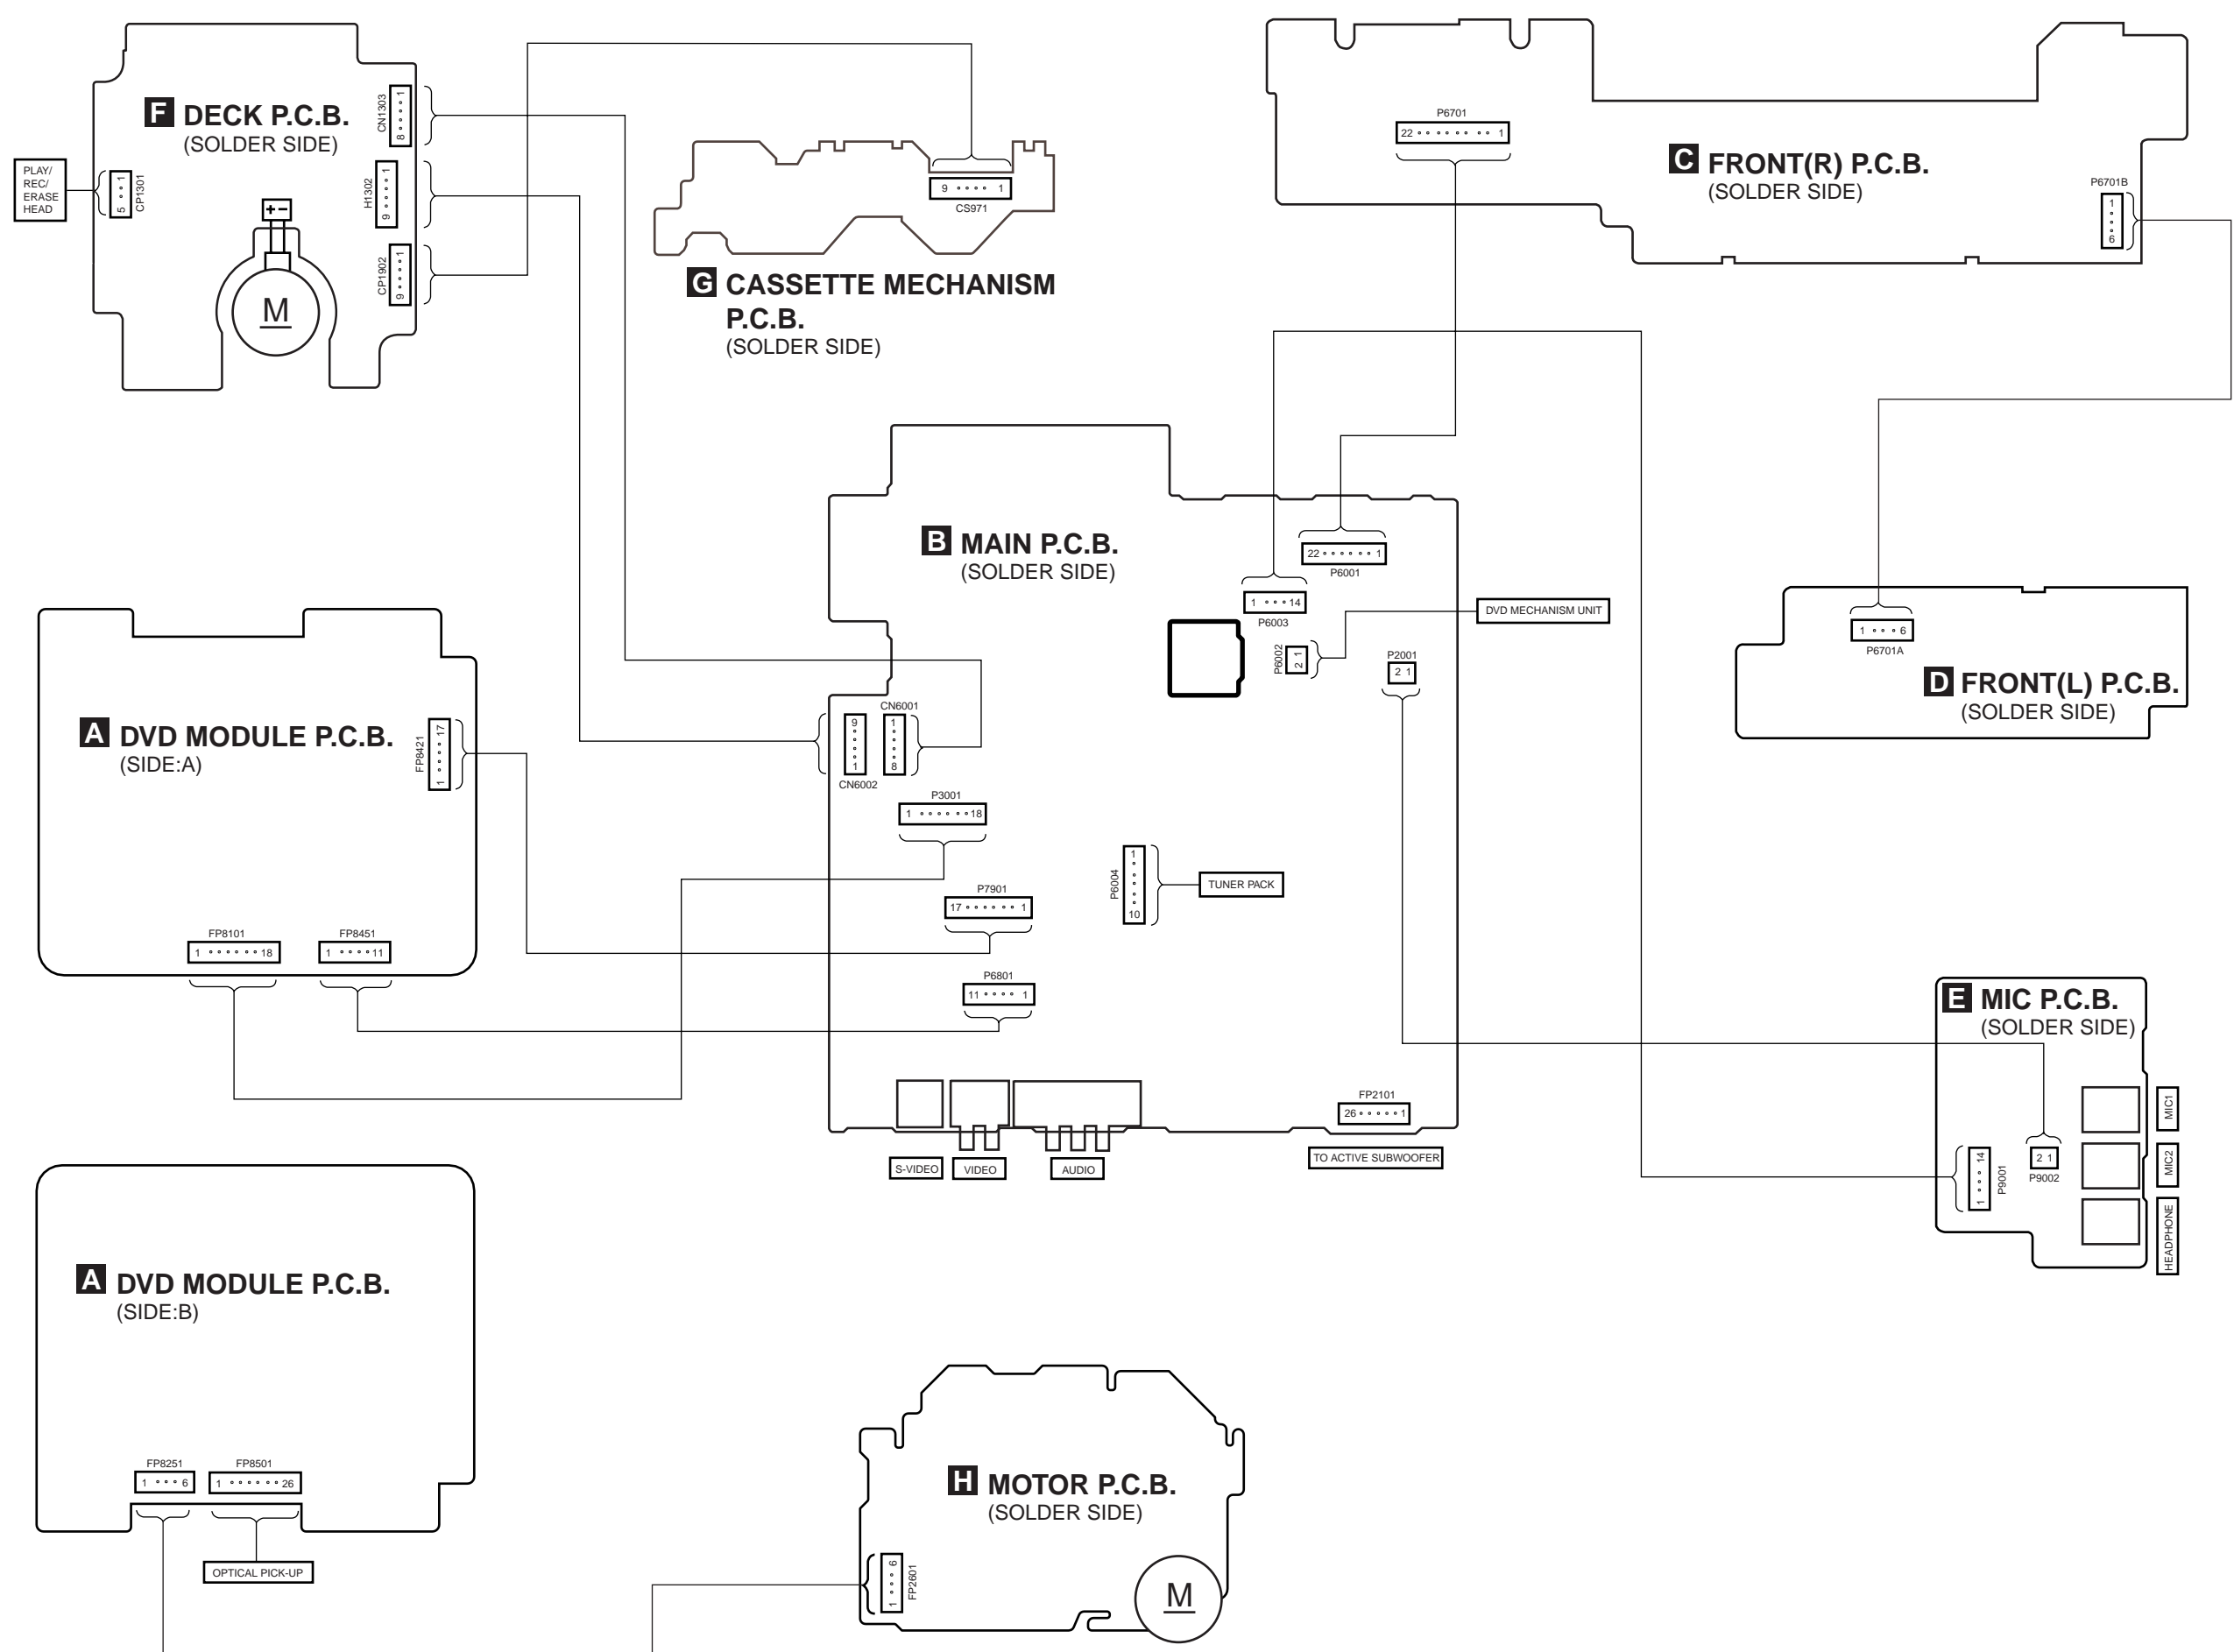 F DECK P.C.B.
(SOLDER SIDE)
PLAY/
REC/
ERASE
HEAD
5 1
CP1301
CN1303
8 1
H1302
9 1
CP1902
9 1
+ -
M
9 1
CS971
G CASSETTE MECHANISM
P.C.B.
(SOLDER SIDE)
P6701
22 1
C FRONT(R) P.C.B.
(SOLDER SIDE)
P6701B
1
6
B MAIN P.C.B.
(SOLDER SIDE)
22 1
P6001
1 14
P6003
P6002
2 1
DVD MECHANISM UNIT
P2001
2 1
CN6001
9
1
1
8
CN6002
P3001
1 18
P7901
17 1
P6801
11 1
P6004
1
10
TUNER PACK
FP2101
26 1
TO ACTIVE SUBWOOFER
S-VIDEO
VIDEO
AUDIO
1 6
P6701A
D FRONT(L) P.C.B.
(SOLDER SIDE)
A DVD MODULE P.C.B.
(SIDE:A)
FP8421
1 17
FP8101
1 18
FP8451
1 11
E MIC P.C.B.
(SOLDER SIDE)
1 14
P9001
2 1
P9002
MIC1
MIC2
HEADPHONE
A DVD MODULE P.C.B.
(SIDE:B)
FP8251
1 6
FP8501
1 26
OPTICAL PICK-UP
H MOTOR P.C.B.
(SOLDER SIDE)
1 6
FP2601
M